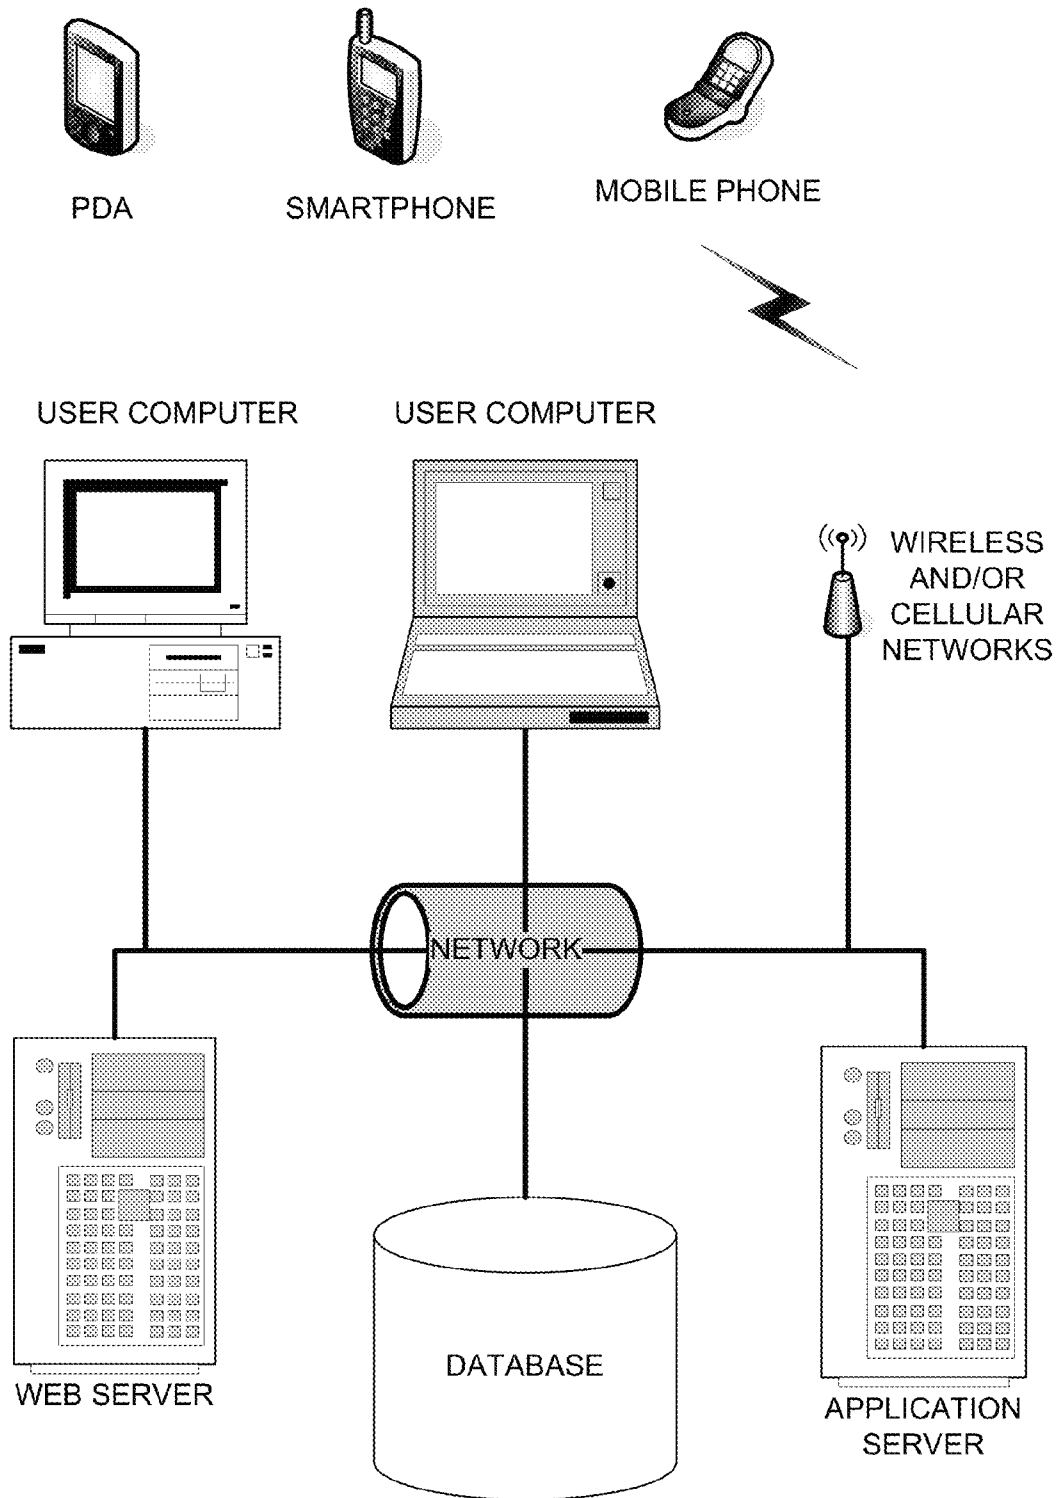 PDA
SMARTPHONE
MOBILE PHONE
USER COMPUTER
USER COMPUTER
WIRELESS
AND/OR
CELLULAR
NETWORKS
NETWORK
WEB SERVER
DATABASE
APPLICATION
SERVER